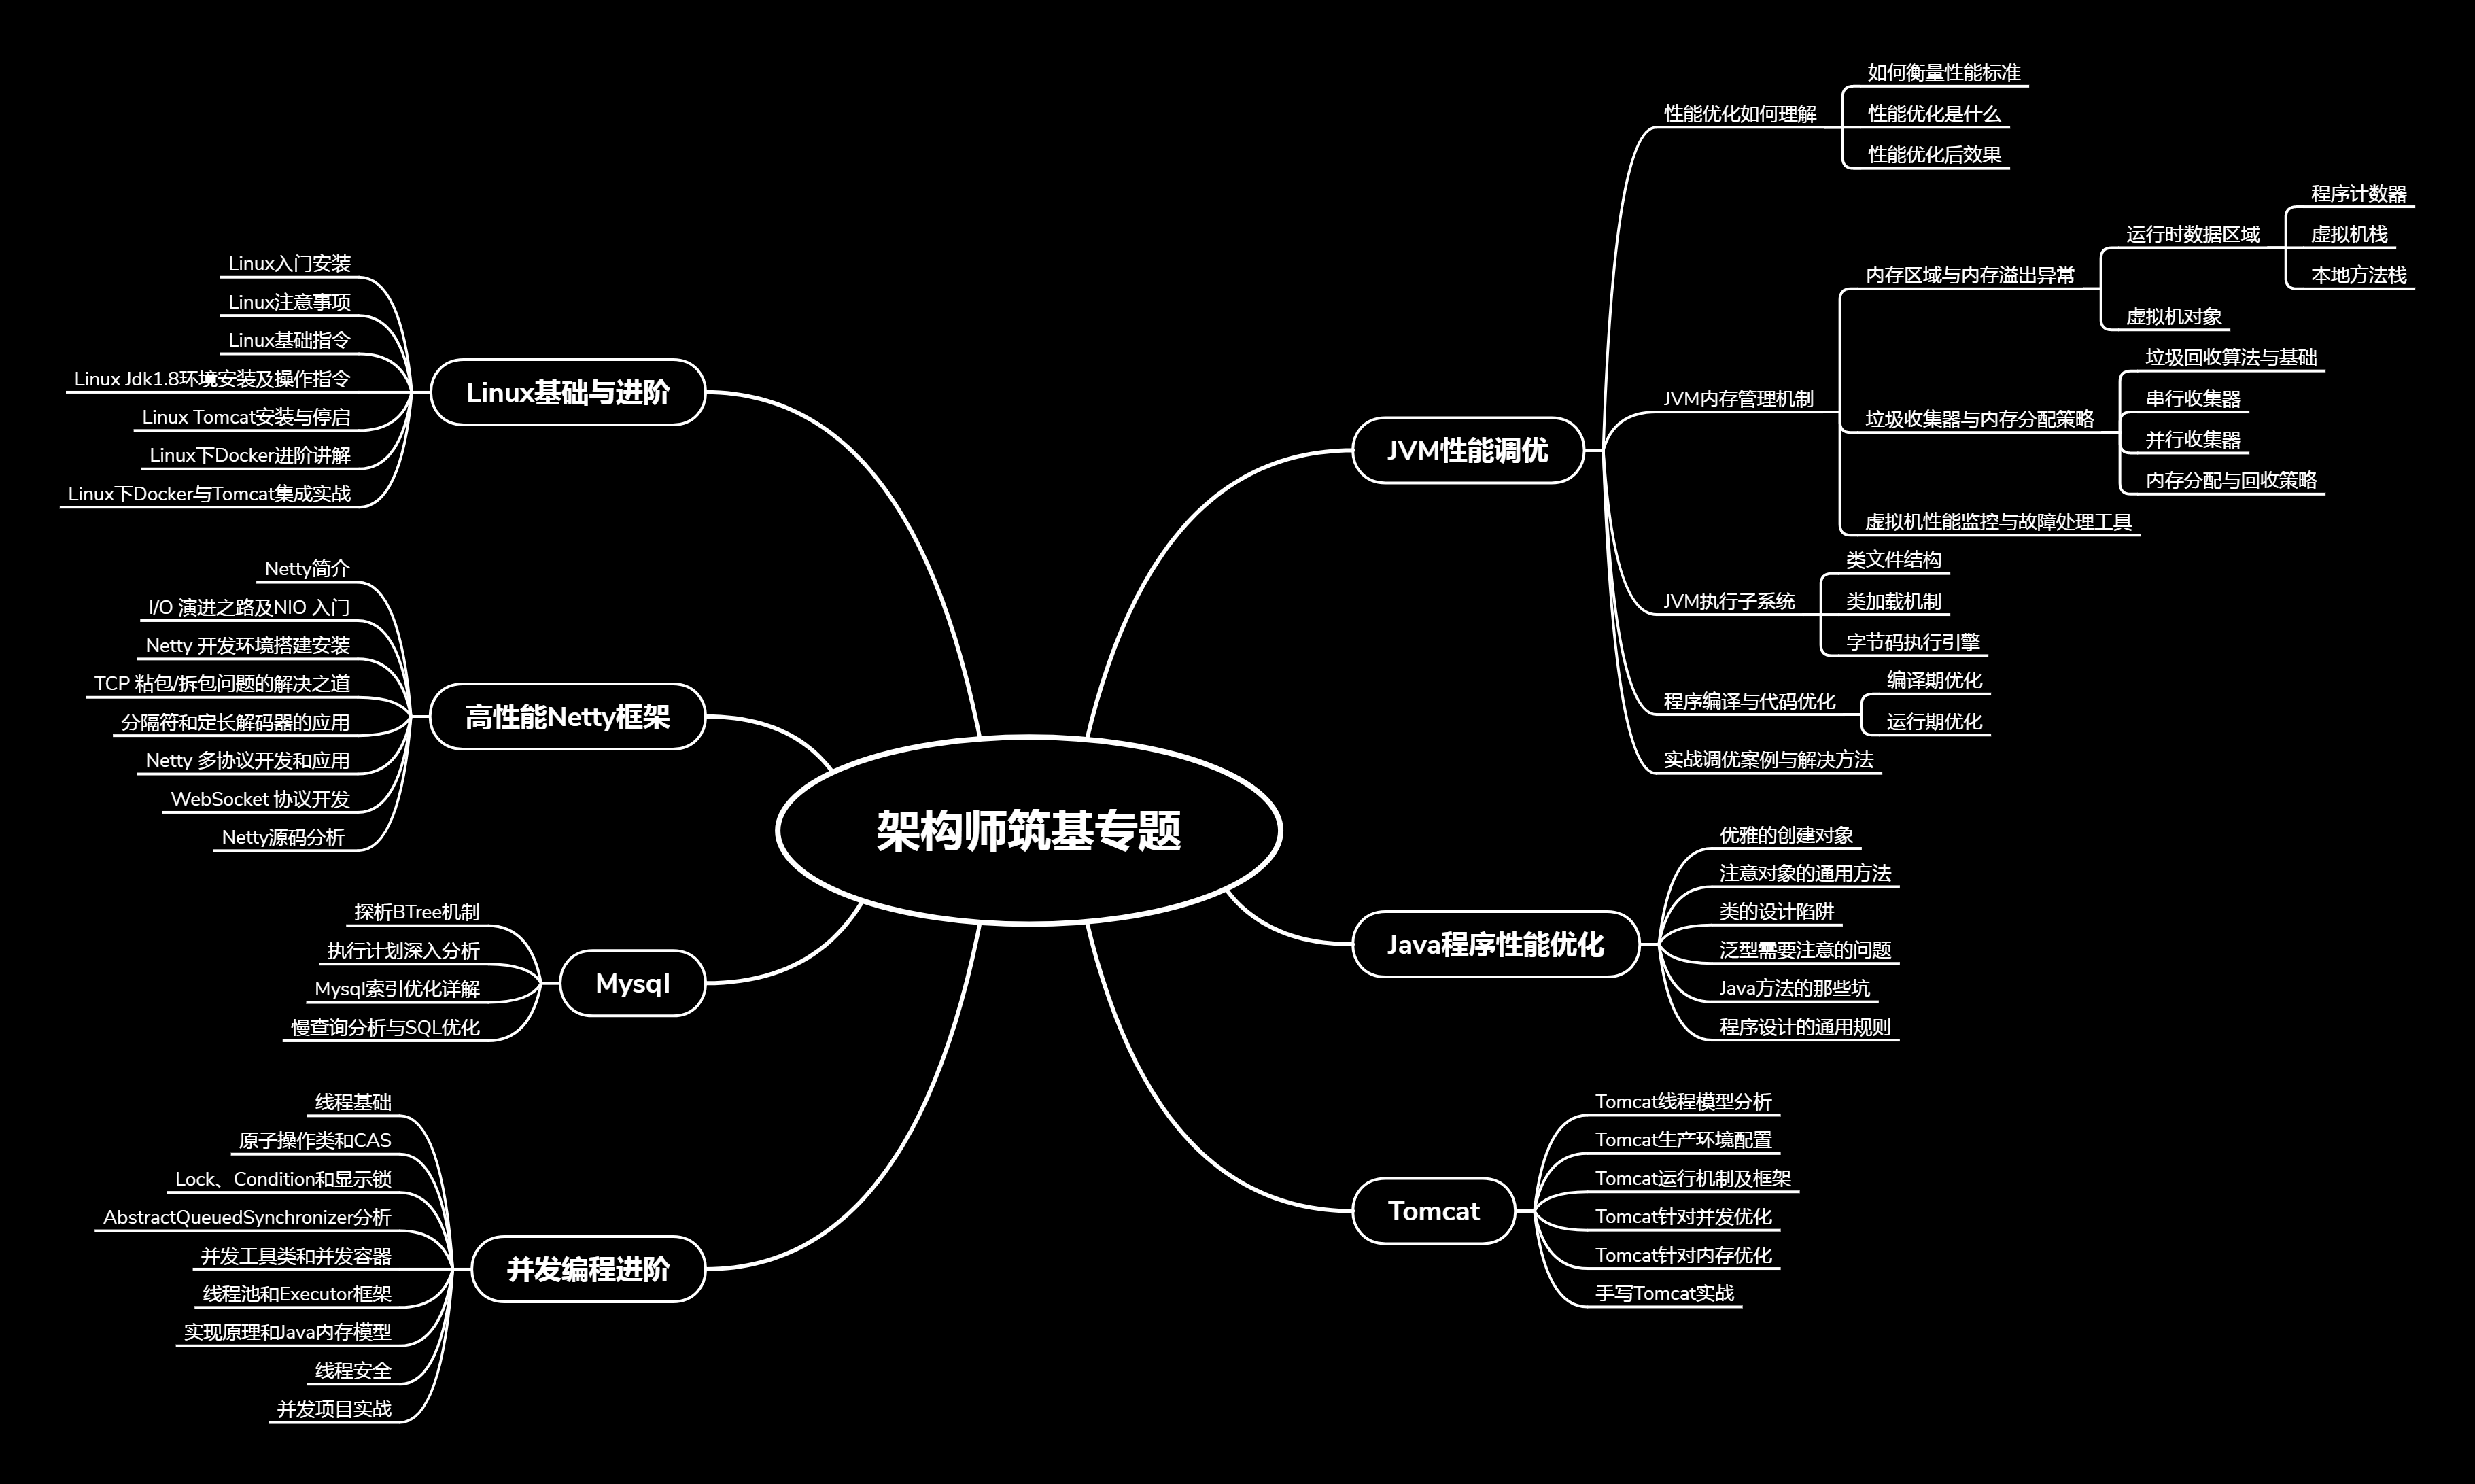 架构师筑基专题
JVM性能调优
性能优化如何理解
如何衡量性能标准
性能优化是什么
性能优化后效果
JVM内存管理机制
内存区域与内存溢出异常
运行时数据区域
程序计数器
虚拟机栈
本地方法栈
虚拟机对象
垃圾收集器与内存分配策略
垃圾回收算法与基础
串行收集器
并行收集器
内存分配与回收策略
虚拟机性能监控与故障处理工具
JVM执行子系统
类文件结构
类加载机制
字节码执行引擎
程序编译与代码优化
编译期优化
运行期优化
实战调优案例与解决方法
Java程序性能优化
优雅的创建对象
注意对象的通用方法
类的设计陷阱
泛型需要注意的问题
Java方法的那些坑
程序设计的通用规则
Tomcat
Tomcat线程模型分析
Tomcat生产环境配置
Tomcat运行机制及框架
Tomcat针对并发优化
Tomcat针对内存优化
手写Tomcat实战
Linux基础与进阶
Linux入门安装
Linux注意事项
Linux基础指令
Linux Jdk1.8环境安装及操作指令
Linux Tomcat安装与停启
Linux下Docker进阶讲解
Linux下Docker与Tomcat集成实战
高性能Netty框架
Netty简介
I/O 演进之路及NIO 入门
Netty 开发环境搭建安装
TCP 粘包/拆包问题的解决之道
分隔符和定长解码器的应用
Netty 多协议开发和应用
WebSocket 协议开发
Netty源码分析
Mysql
探析BTree机制
执行计划深入分析
Mysql索引优化详解
慢查询分析与SQL优化
并发编程进阶
线程基础
原子操作类和CAS
Lock、Condition和显示锁
AbstractQueuedSynchronizer分析
并发工具类和并发容器
线程池和Executor框架
实现原理和Java内存模型
线程安全
并发项目实战